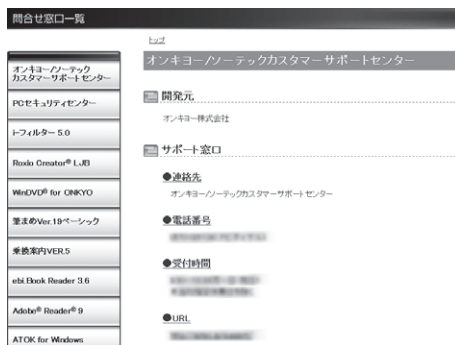 問合せ窓口一覧
トップ
オンキヨー/ソーテック
カスタマーサポートセンター
PCセキュリティセンター
i-フィルター 5.0
Roxio Creator® LJB
WinDVD® for ONKYO
筆まめVer.19ベーシック
乗換案内VER.5
ebi.Book Reader 3.6
Adobe® Reader® 9
ATOK for Windows
オンキヨー/ソーテックカスタマーサポートセンター
開発元
オンキヨー株式会社
サポート窓口
●連絡先
オンキヨー/ソーテックカスタマーサポートセンター
●電話番号
●受付時間
●URL